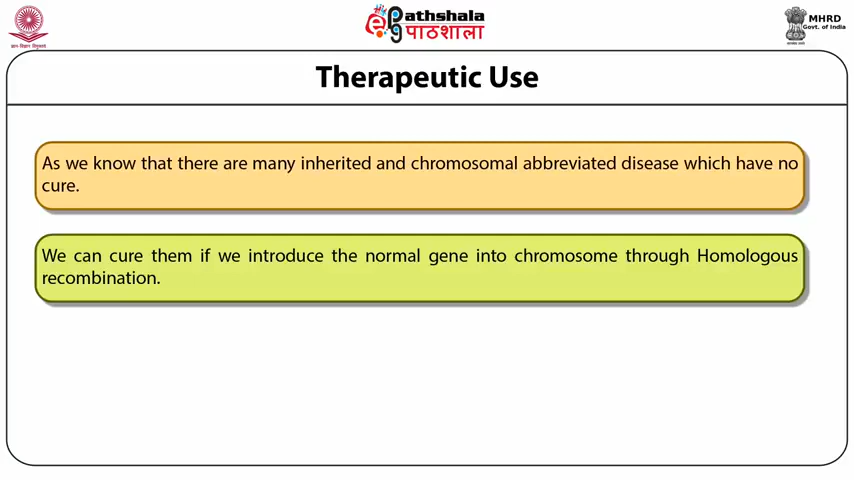 Pathshala
पाठशाला
MHRD
Govt. of India
Therapeutic Use
As we know that there are many inherited and chromosomal abbreviated disease which have no
cure.
We can cure them if we introduce the normal gene into chromosome through Homologous
recombination.